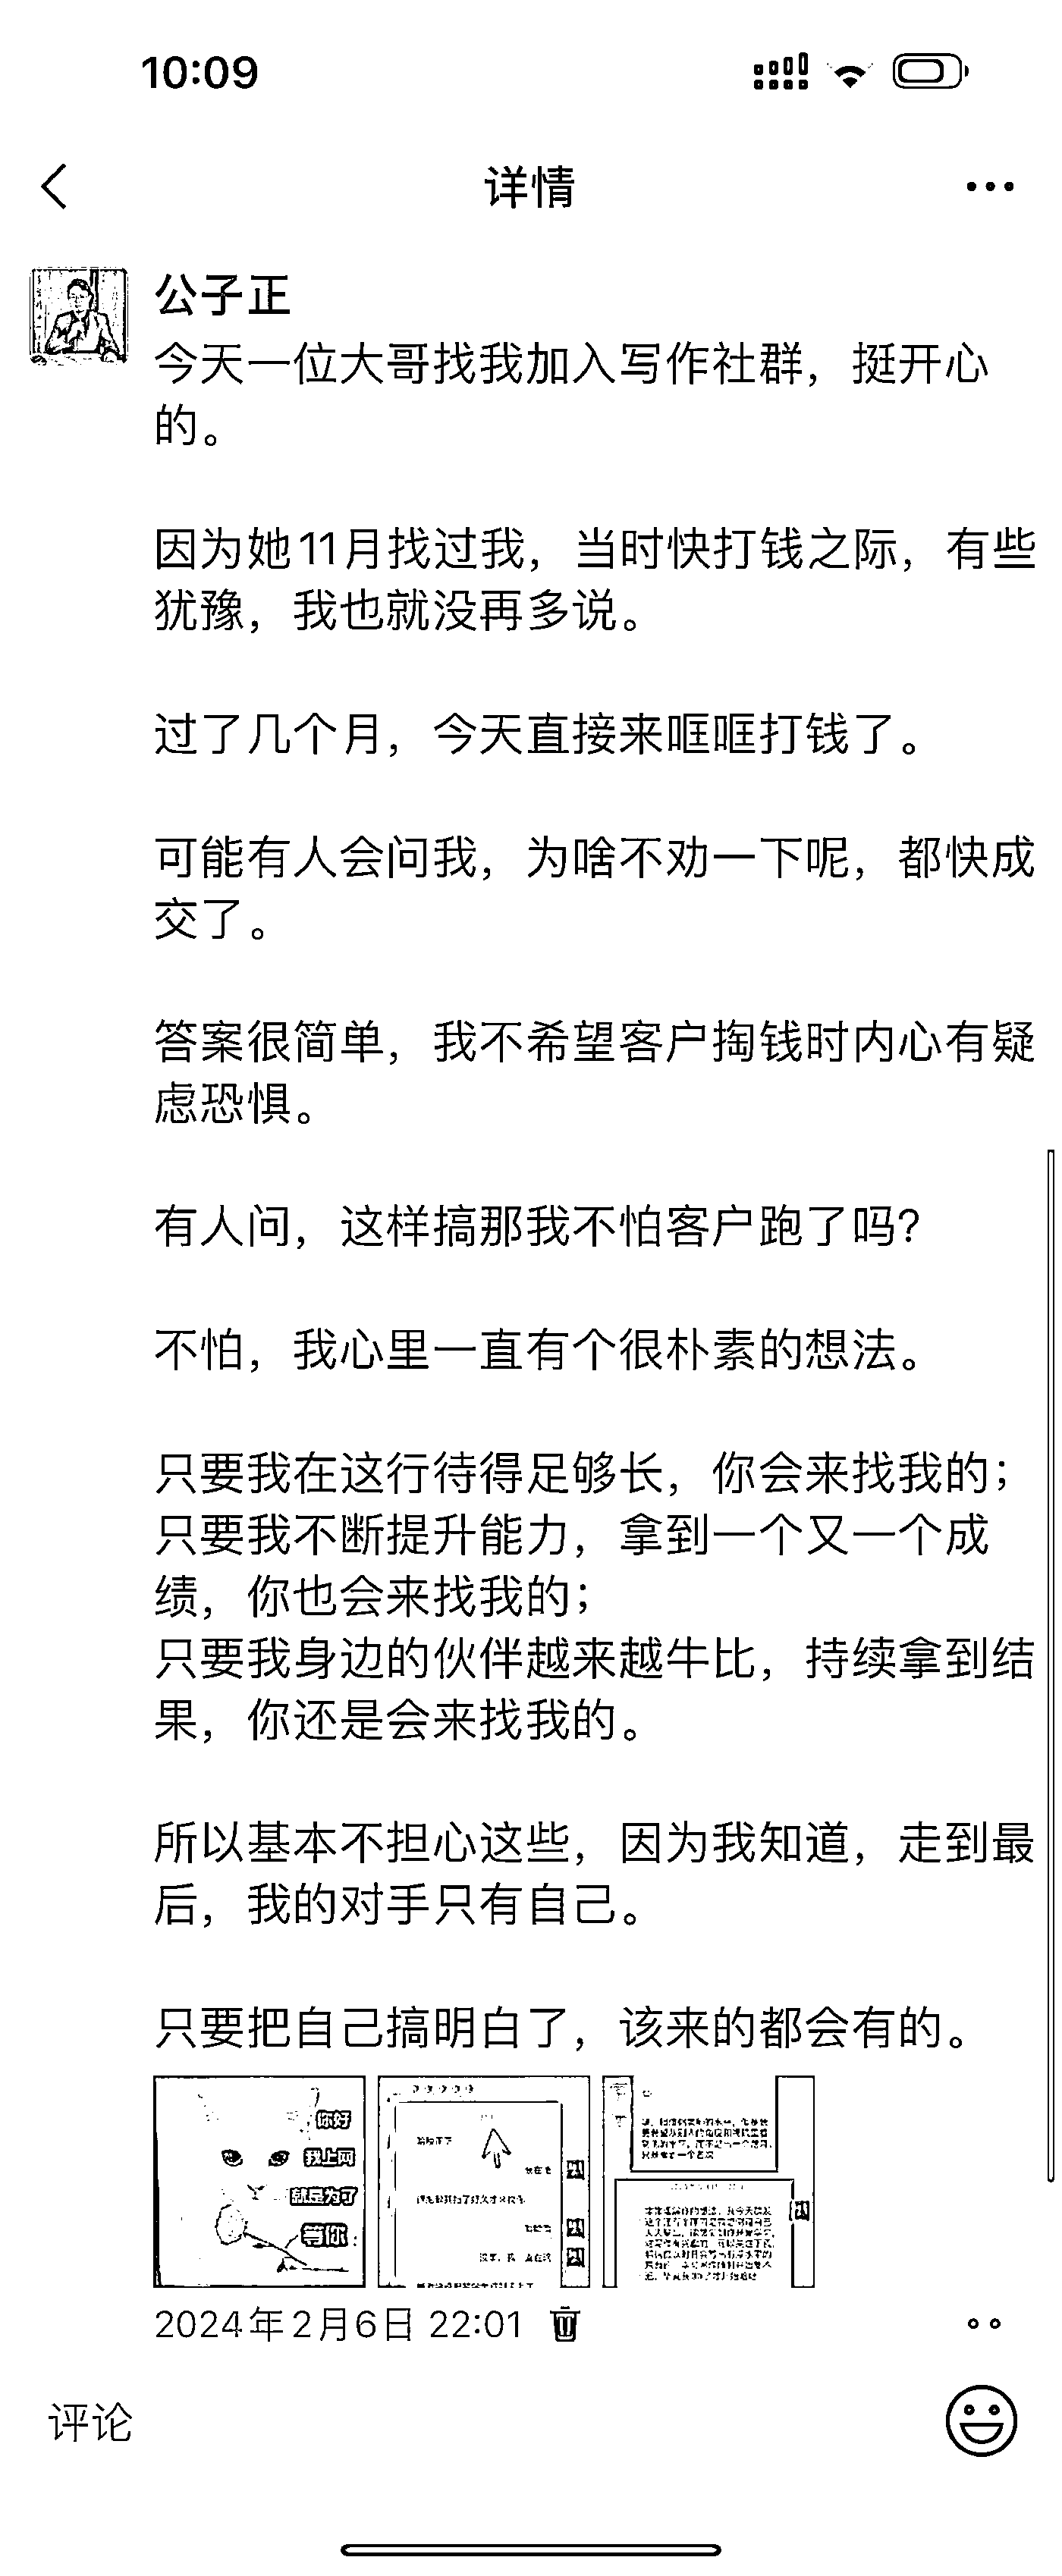 10:09
详情
公子正
今天一位大哥找我加入写作社群，挺开心
的。
因为她11月找过我，当时快打钱之际，有些
犹豫，我也就没再多说。
过了几个月，今天直接来哐哐打钱了。
可能有人会问我，为啥不劝一下呢，都快成
交了。
答案很简单，我不希望客户掏钱时内心有疑
虑恐惧。
有人问，这样搞那我不怕客户跑了吗?
不怕，我心里一直有个很朴素的想法。
只要我在这行待得足够长，你会来找我的；
只要我不断提升能力，拿到一个又一个成
绩，你也会来找我的；
只要我身边的伙伴越来越牛比，持续拿到结
果，你还是会来找我的。
所以基本不担心这些，因为我知道，走到最
后，我的对手只有自己。
只要把自己搞明白了，该来的都会有的。
你好
我上网
就是为了
等你
2024年2月6日 22:01
评论